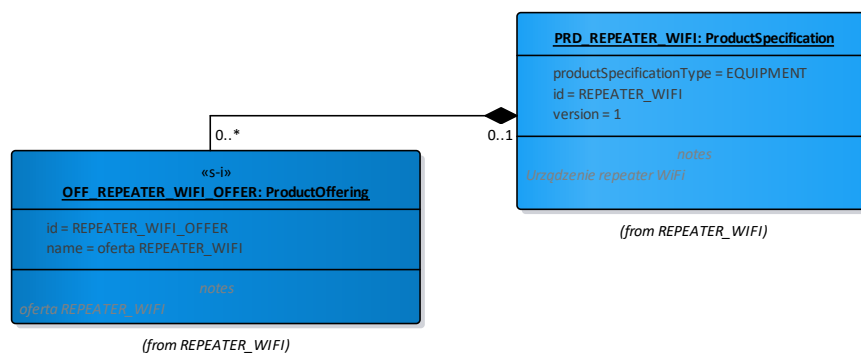 PRD_REPEATER_WIFI: ProductSpecification
productSpecificationType = EQUIPMENT
id = REPEATER_WIFI
version = 1
notes
Urządzenie repeater WiFi
(from REPEATER_WIFI)
0..1
0..*
«s-i»
OFF_REPEATER_WIFI_OFFER: ProductOffering
id = REPEATER_WIFI_OFFER
name = oferta REPEATER_WIFI
notes
oferta REPEATER_WIFI
(from REPEATER_WIFI)